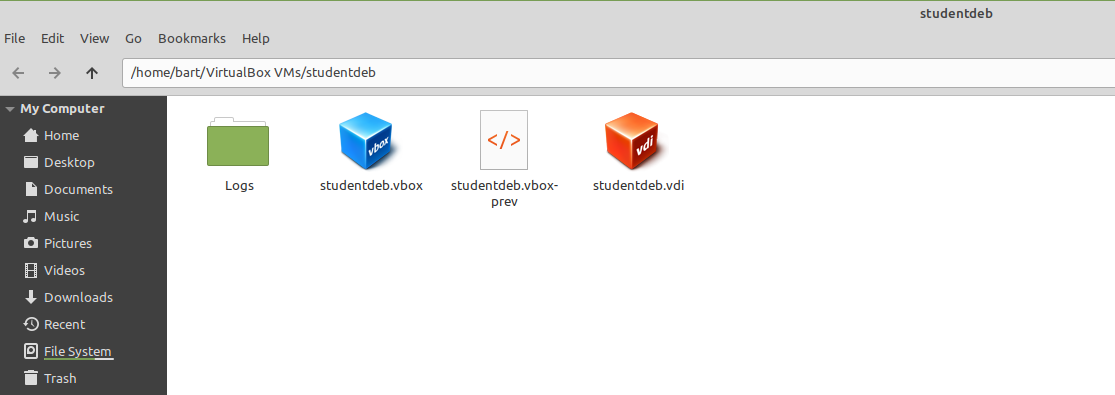 studentdeb
File Edit View Go Bookmarks Help
/home/bart/VirtualBox VMs/studentdeb
My Computer
Home
Desktop
Documents
Music
Pictures
Videos
Downloads
Recent
File System
Trash
Logs
vbox
studentdeb.vbox
</>
studentdeb.vbox-
prev
vdi
studentdeb.vdi